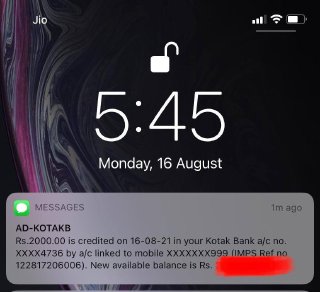 Jio
5:45
Monday, 16 August
MESSAGES 1m ago
AD-KOTAKB
Rs.2000.00 is credited on 16-08-21 in your Kotak Bank a/c no.
XXXX4736 by a/c linked to mobile XXXXXXX999 (IMPS Ref no
122817206006). New available balance is Rs.